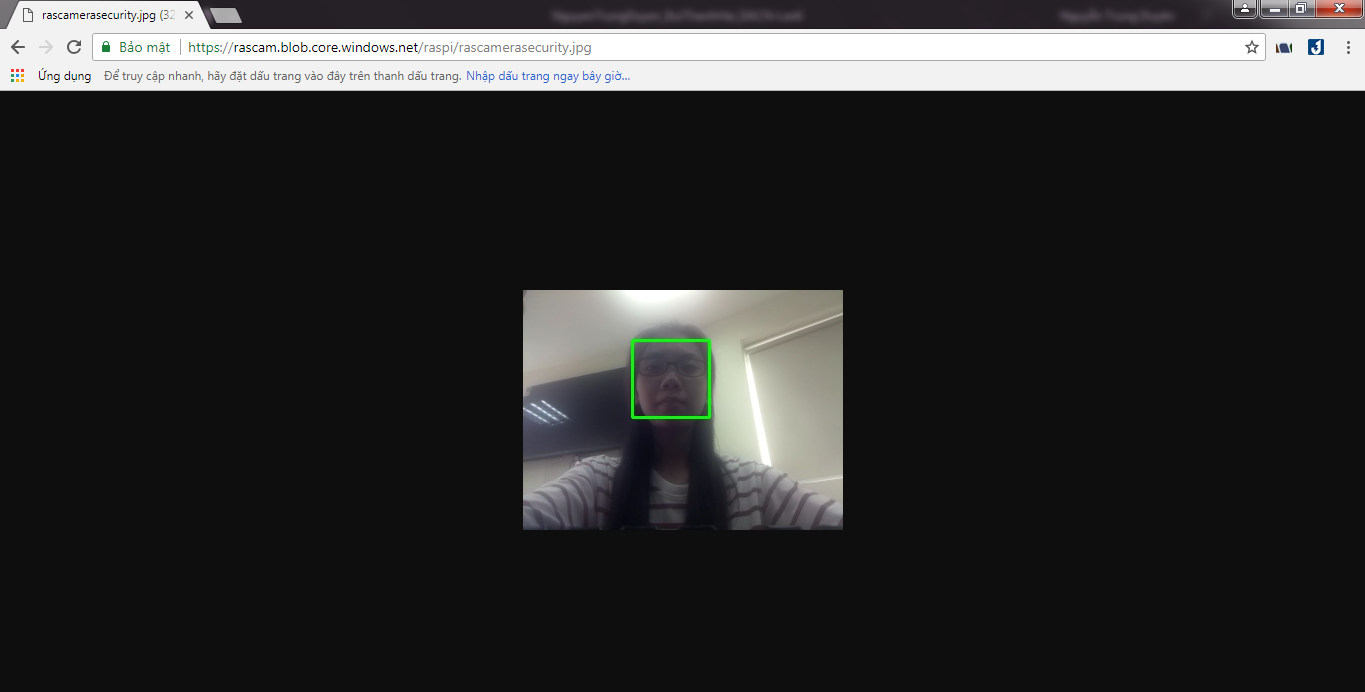 rascamerasecurity.jpg (32
Bảo mật https://rascam.blob.core.windows.net/raspi/rascamerasecurity.jpg
Ứng dụng Để truy cập nhanh, hãy đặt dấu trang vào đây trên thanh dấu trang. Nhập dấu trang ngay bây giờ...